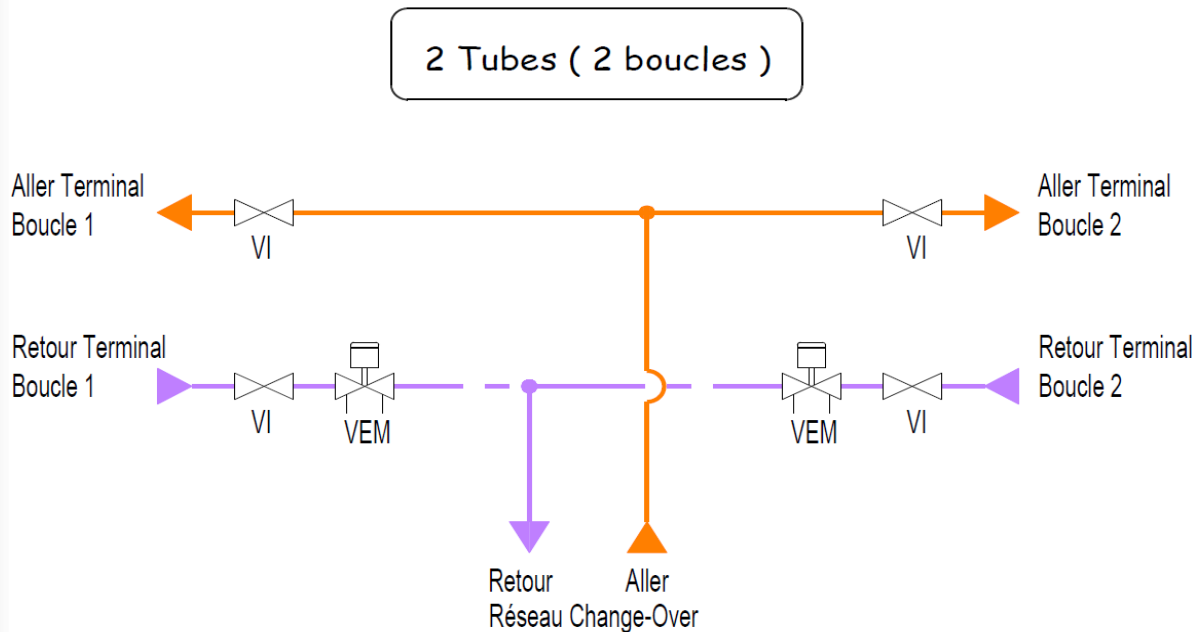 2 Tubes ( 2 boucles )
Aller Terminal
Boucle 1
VI
VI
Aller Terminal
Boucle 2
Retour Terminal
Boucle 1
VI
VEM
VEM
VI
Retour Terminal
Boucle 2
Retour Aller
Réseau Change-Over